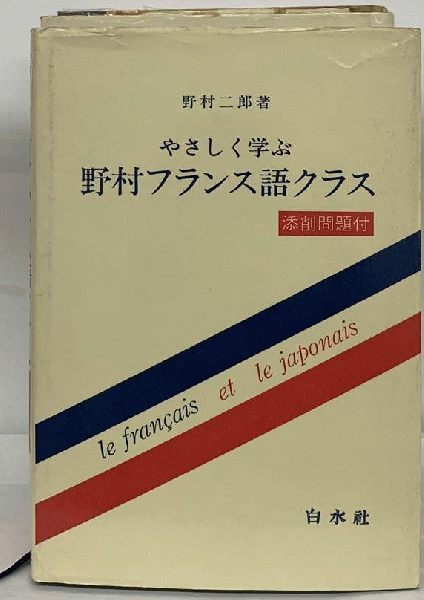 野村二郎著
やさしく学ぶ
野村フランス語クラス
添削問題付
le français et le japonais
白水社